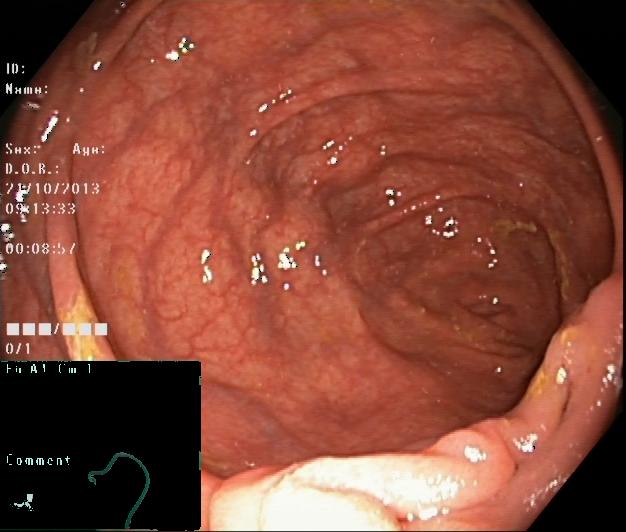 ID:
Name:
Sex: Age:
D.O.B.:
21/10/2013
09:13:33
00:08:57
0/1
Comment